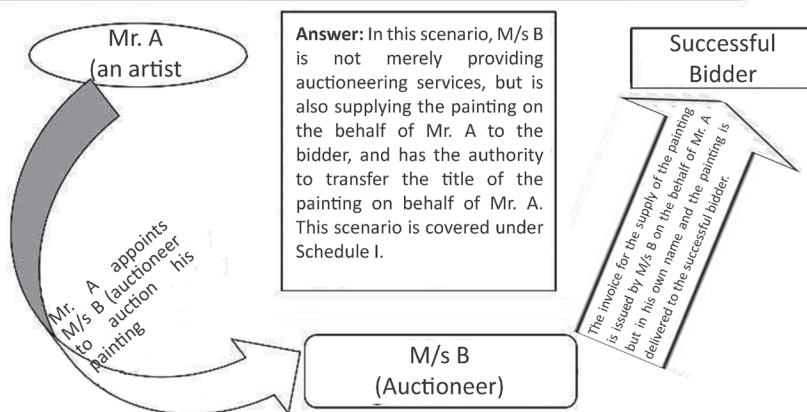 Mr. A
(an artist
Answer: In this scenario, M/s B
is not merely providing
auctioneering services, but is
also supplying the painting on
the behalf of Mr. A to the
bidder, and has the authority
to transfer the title of the
painting on behalf of Mr. A.
This scenario is covered under
Schedule I.
Successful
Bidder
Mr. A appoints
M/s B (auctioneer
to auction his
painting
M/s B
(Auctioneer)
The invoice for the supply of the painting
is issued by M/s B on the behalf of Mr. A
but in his own name and the painting is
delivered to the successful bidder.